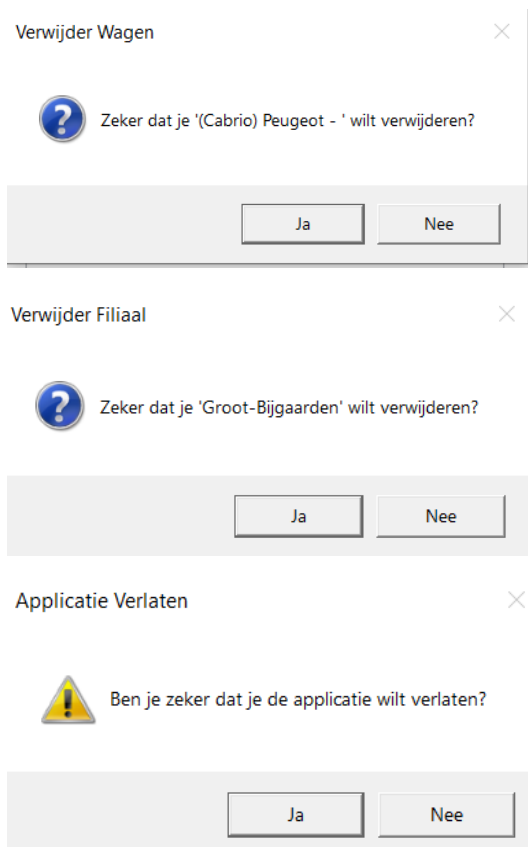 Verwijder Wagen
Zeker dat je '(Cabrio) Peugeot - ' wilt verwijderen?
Ja
Nee
Verwijder Filiaal
Zeker dat je 'Groot-Bijgaarden' wilt verwijderen?
Ja
Nee
Applicatie Verlaten
Ben je zeker dat je de applicatie wilt verlaten?
Ja
Nee